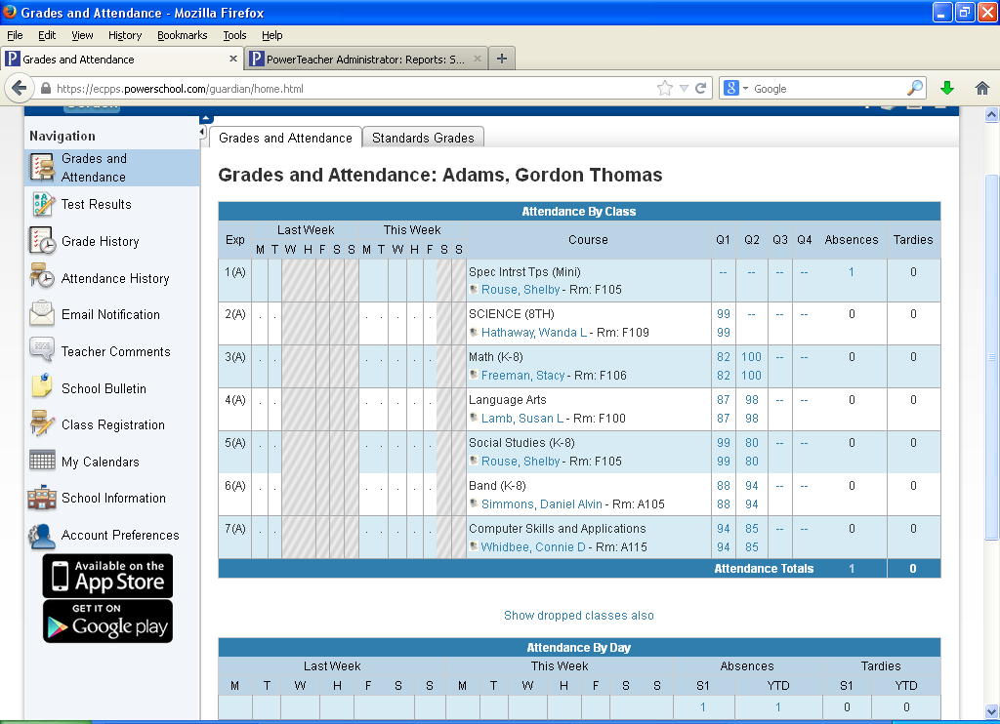 Grades and Attendance - Mozilla Firefox
File Edit View History Bookmarks Tools Help
Grades and Attendance × PowerTeacher Administrator: Reports: S... × +
https://ecpps.powerschool.com/guardian/home.html Google
Navigation
Grades and Attendance Standards Grades
Grades and
Attendance
Test Results
Grade History
Attendance History
Email Notification
Teacher Comments
School Bulletin
Class Registration
My Calendars
School Information
Account Preferences
Available on the
App Store
GET IT ON
Google play
Grades and Attendance: Adams, Gordon Thomas
Attendance By Class
Exp Last Week This Week Course Q1 Q2 Q3 Q4 Absences Tardies
M T W H F S S M T W H F S S
1(A) Spec Intrst Tps (Mini) -- -- -- -- 1 0
Rouse, Shelby - Rm: F105
2(A) . . . . . . . SCIENCE (8TH) 99 -- -- -- 0 0
Hathaway, Wanda L - Rm: F109 99
3(A) . . . . . . . Math (K-8) 82 100 -- -- 0 0
Freeman, Stacy - Rm: F106 82 100
4(A) . . . . . . . Language Arts 87 98 -- -- 0 0
Lamb, Susan L - Rm: F100 87 98
5(A) . . . . . . . Social Studies (K-8) 99 80 -- -- 0 0
Rouse, Shelby - Rm: F105 99 80
6(A) . . . . . . . Band (K-8) 88 94 -- -- 0 0
Simmons, Daniel Alvin - Rm: A105 88 94
7(A) . . . . . . . Computer Skills and Applications 94 85 -- -- 0 0
Whidbee, Connie D - Rm: A115 94 85
Attendance Totals 1 0
Show dropped classes also
Attendance By Day
Last Week This Week Absences Tardies
M T W H F S S M T W H F S S S1 YTD S1 YTD
1 1 0 0